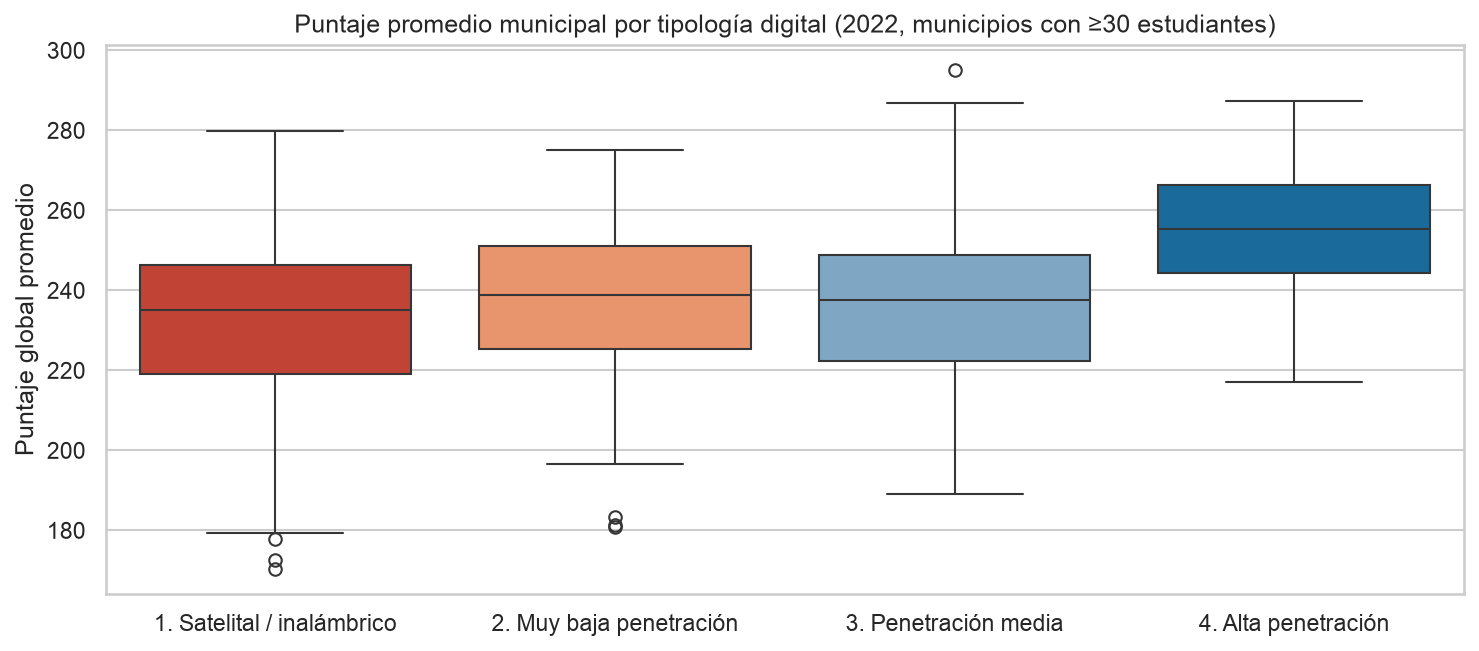 Puntaje promedio municipal por tipología digital (2022, municipios con ≥30 estudiantes)
Puntaje global promedio
300
280
260
240
220
200
180
1. Satelital / inalámbrico
2. Muy baja penetración
3. Penetración media
4. Alta penetración